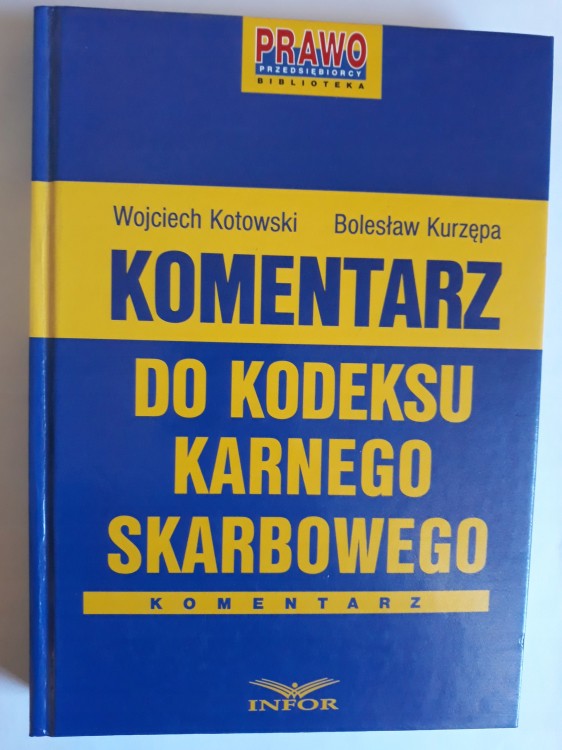 PRAWO
PRZEDSIĘBIORCY
BIBLIOTEKA
Wojciech Kotowski Bolesław Kurzępa
KOMENTARZ
DO KODEKSU
KARNEGO
SKARBOWEGO
KOMENTARZ
INFOR